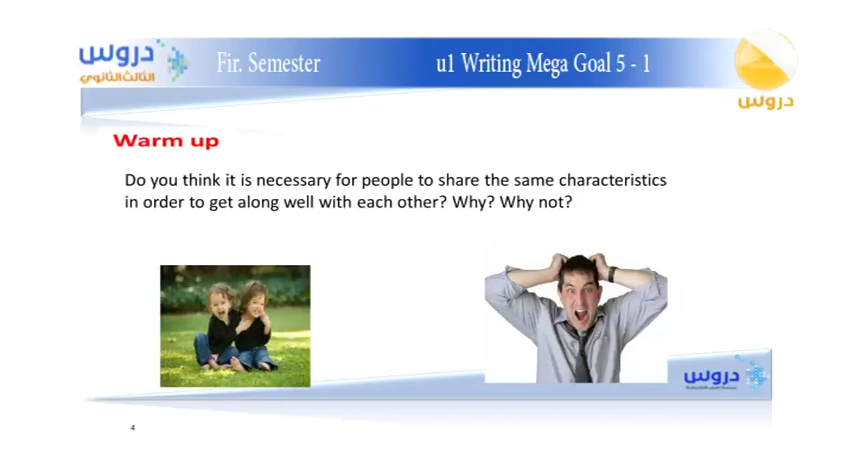 دروس
الثالث الثانوي
Fir. Semester
u1 Writing Mega Goal 5 - 1
دروس
Warm up
Do you think it is necessary for people to share the same characteristics
in order to get along well with each other? Why? Why not?
دروس
4